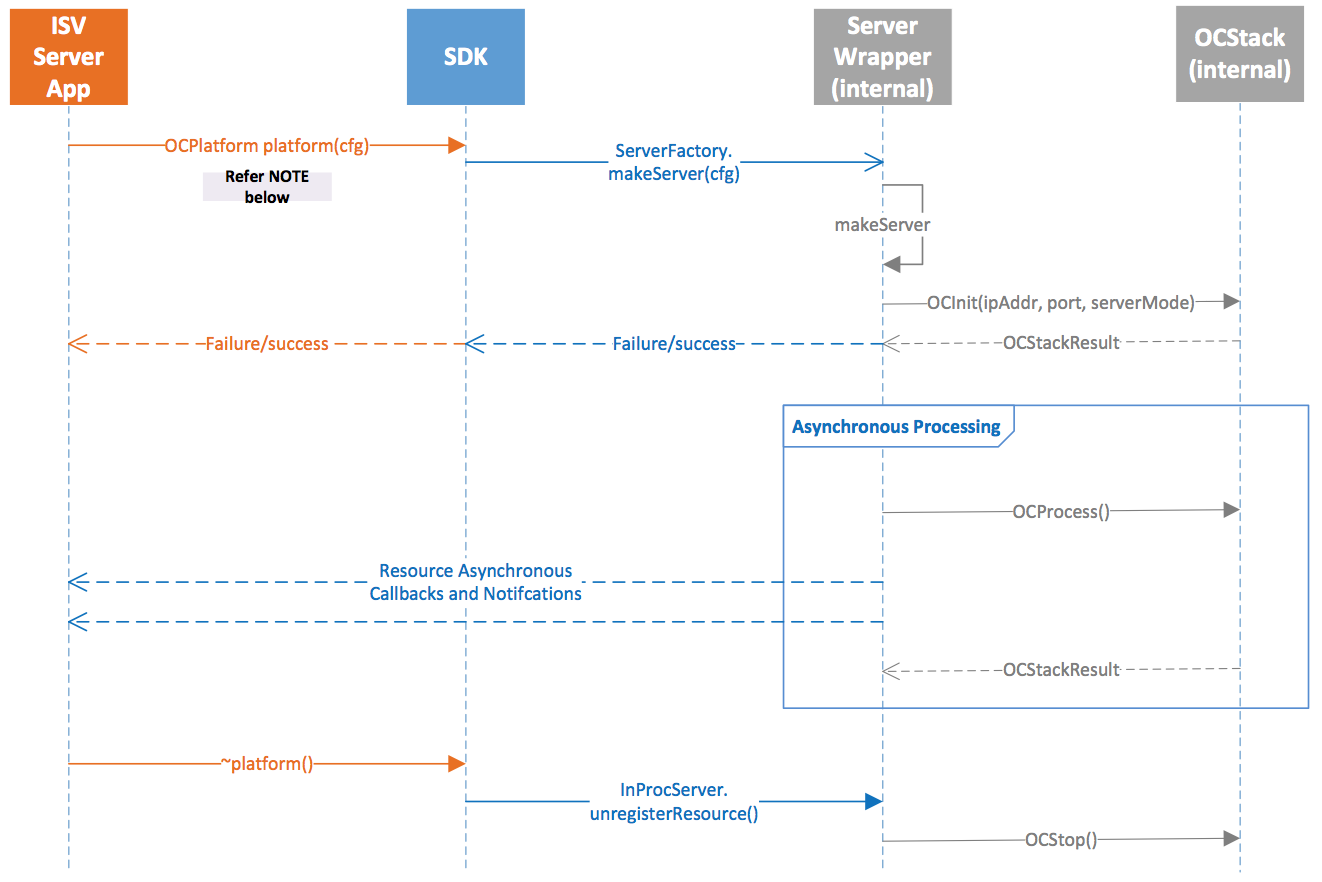 ISV
Server
App
SDK
Server
Wrapper
(internal)
OCStack
(internal)
OCPlatform platform(cfg)
Refer NOTE
below
ServerFactory.
makeServer(cfg)
makeServer
OCInit(ipAddr, port, serverMode)
Failure/success
Failure/success
OCStackResult
Asynchronous Processing
OCProcess()
Resource Asynchronous
Callbacks and Notifcations
OCStackResult
~platform()
InProcServer.
unregisterResource()
OCStop()